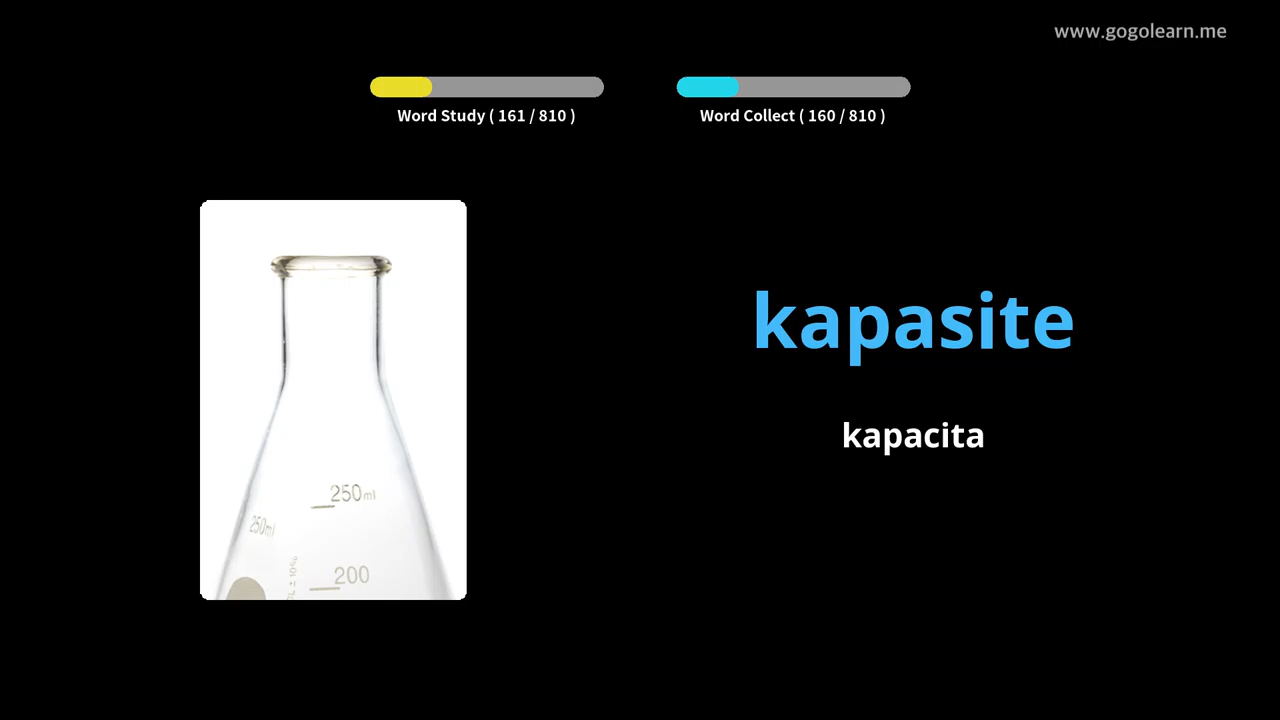 www.gogolearn.me
Word Study ( 161 / 810 )
Word Collect ( 160 / 810 )
kapasite
kapacita
250ml
250ml
200